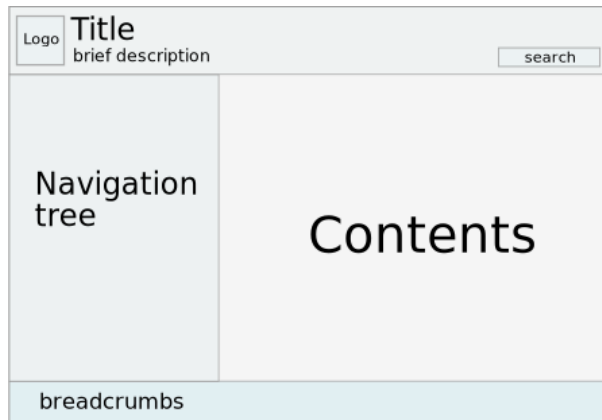 Logo
Title
brief description
search
Navigation
tree
Contents
breadcrumbs